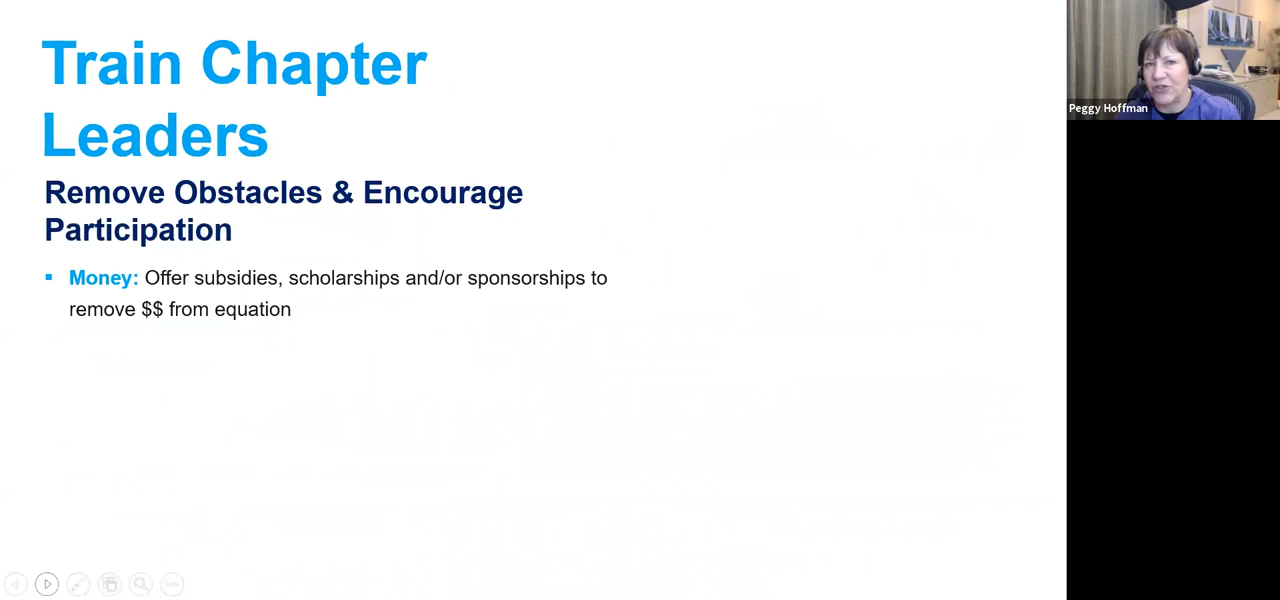 Train Chapter
Leaders
Remove Obstacles & Encourage
Participation
▪ Money: Offer subsidies, scholarships and/or sponsorships to
remove $$ from equation
Peggy Hoffman